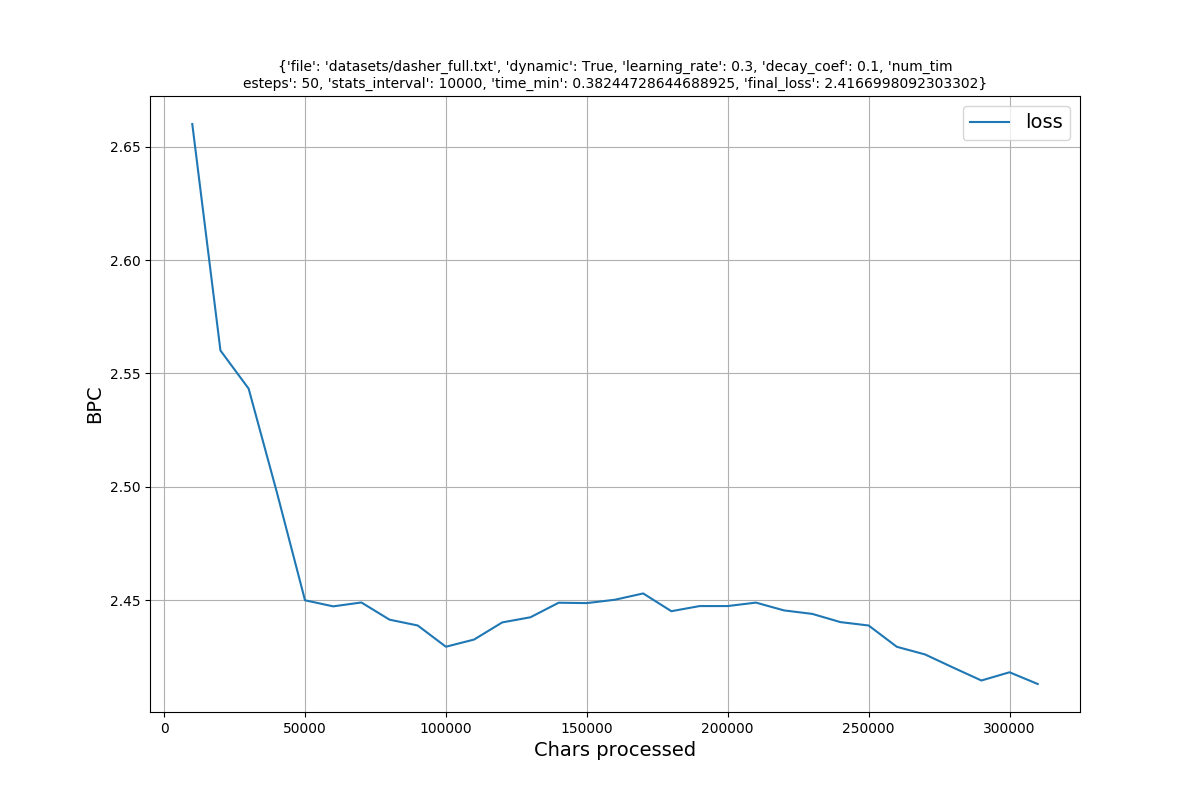 {'file': 'datasets/dasher_full.txt', 'dynamic': True, 'learning_rate': 0.3, 'decay_coef': 0.1, 'num_tim
esteps': 50, 'stats_interval': 10000, 'time_min': 0.38244728644688925, 'final_loss': 2.4166998092303302}
loss
2.65
2.60
2.55
2.50
2.45
BPC
0 50000 100000 150000 200000 250000 300000
Chars processed